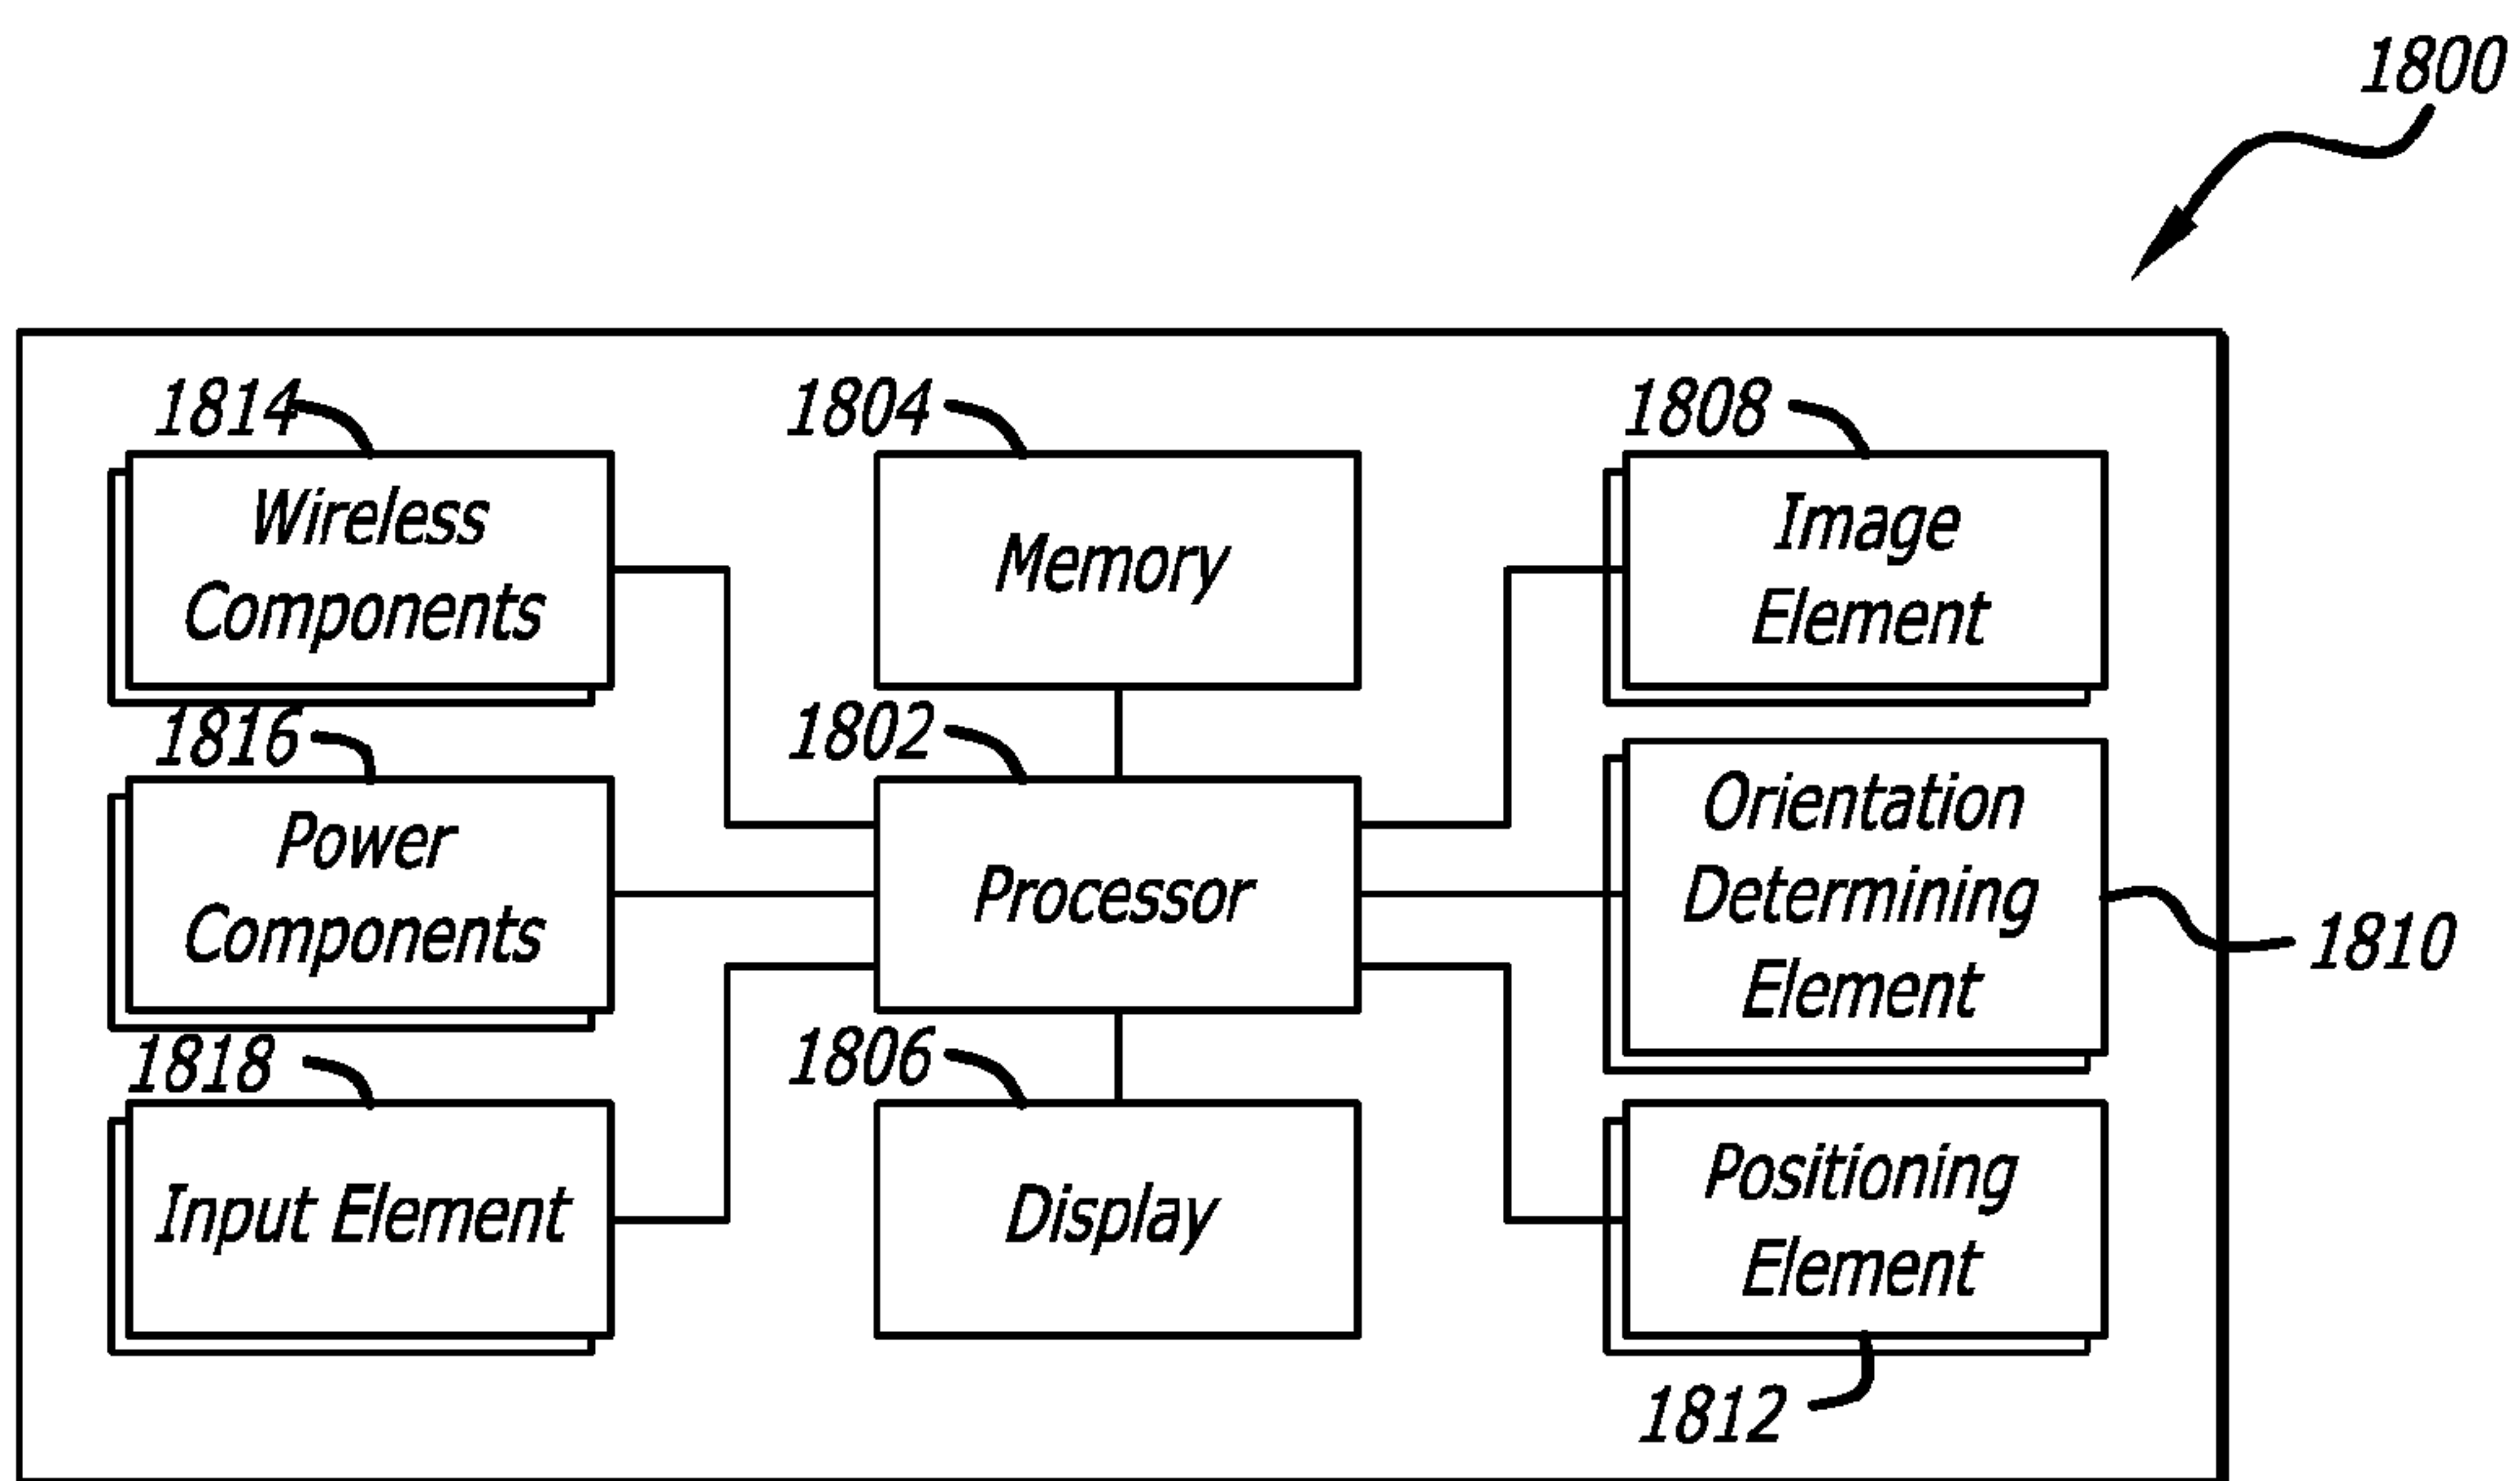 1800
1814
1804
1808
Wireless
Components
Memory
Image
Element
1816
1802
Power
Components
Processor
Orientation
Determining
Element
1810
1818
1806
Input Element
Display
Positioning
Element
1812